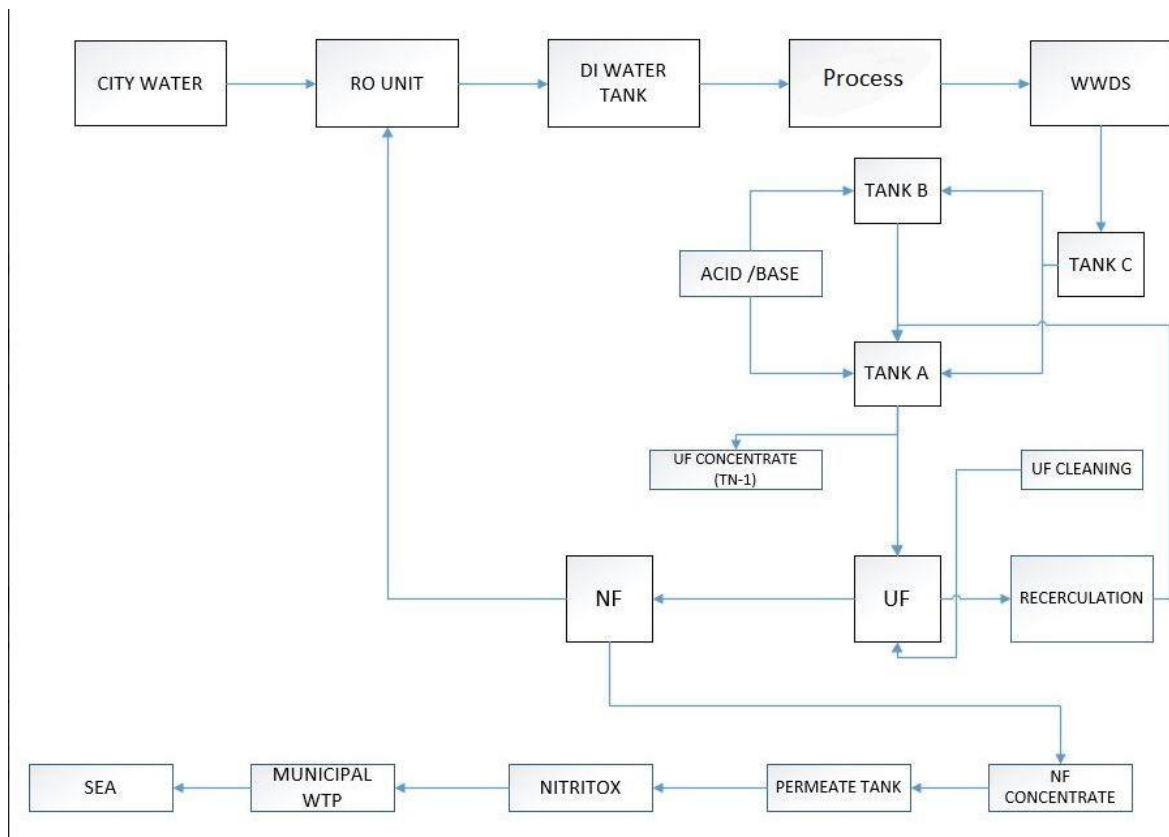 CITY WATER
RO UNIT
DI WATER
TANK
Process
WWDS
TANK B
ACID /BASE
TANK C
TANK A
UF CONCENTRATE
(TN-1)
UF CLEANING
NF
UF
RECERCULATION
SEA
MUNICIPAL
WTP
NITRITOX
PERMEATE TANK
NF
CONCENTRATE